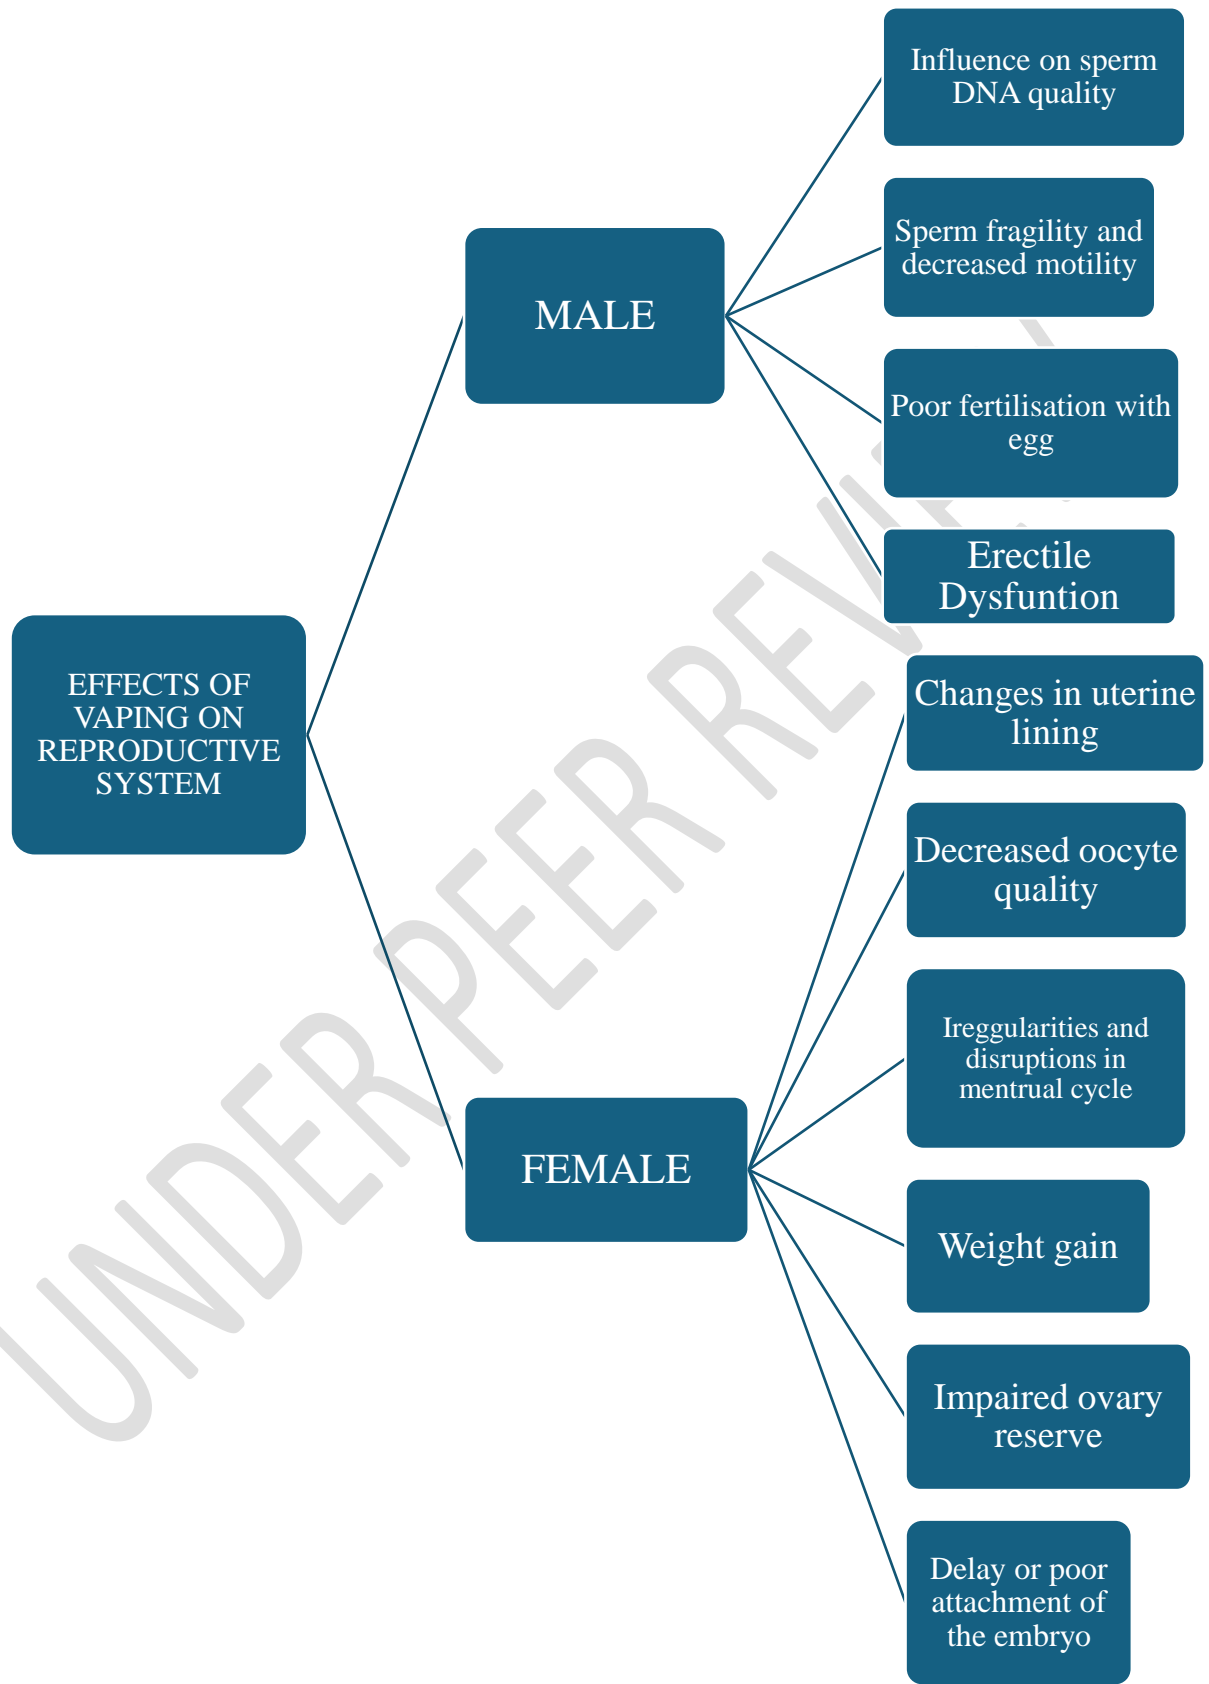 EFFECTS OF
VAPING ON
REPRODUCTIVE
SYSTEM
MALE
Influence on sperm
DNA quality
Sperm fragility and
decreased motility
Poor fertilisation with
egg
Erectile
Dysfuntion
FEMALE
Changes in uterine
lining
Decreased oocyte
quality
Ireggularities and
disruptions in
mentrual cycle
Weight gain
Impaired ovary
reserve
Delay or poor
attachment of
the embryo
UNDER PEER REVIEW